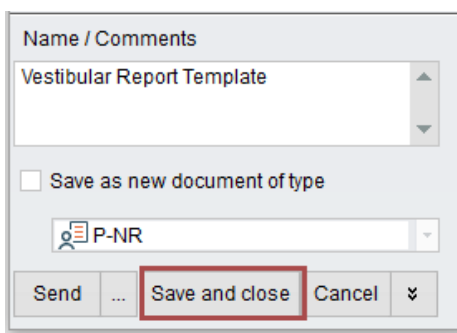 Name / Comments
Vestibular Report Template
Save as new document of type
P-NR
Send ... Save and close Cancel